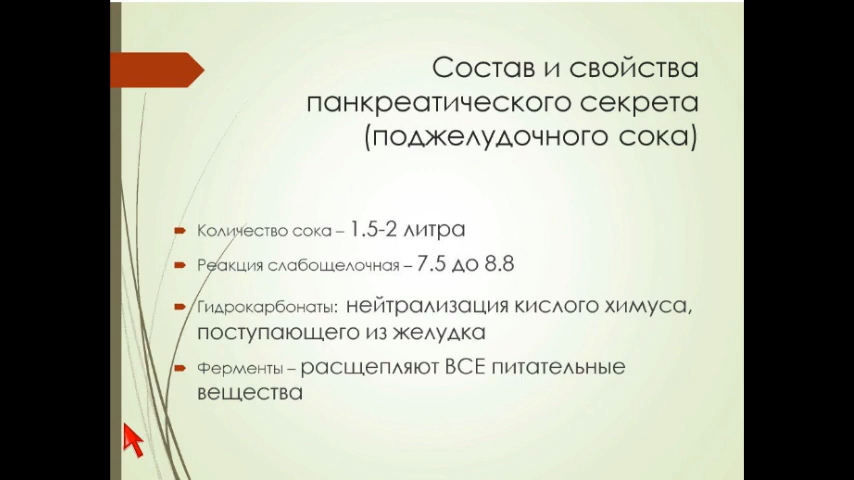 Состав и свойства
панкреатического секрета
(поджелудочного сока)
Количество сока – 1.5-2 литра
Реакция слабощелочная – 7.5 до 8.8
Гидрокарбонаты: нейтрализация кислого химуса,
поступающего из желудка
Ферменты – расщепляют ВСЕ питательные
вещества